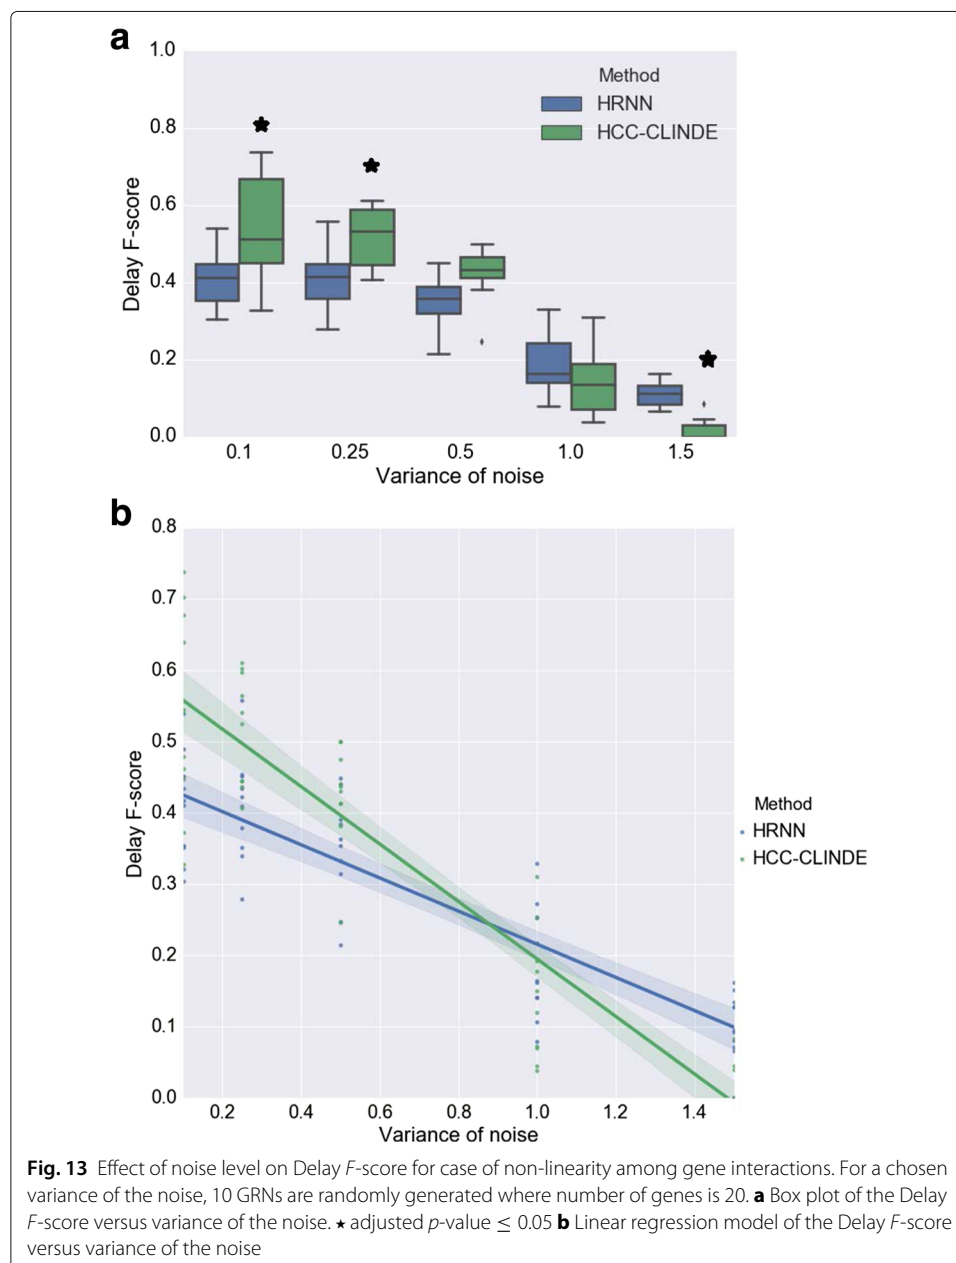 a
1.0
Method
HRNN
0.8
HCC-CLINDE
0.6
Delay F-score
0.4
0.2
0.0
0.1 0.25 0.5 1.0 1.5
Variance of noise
b
0.8
0.7
0.6
0.5
Delay F-score
0.4
Method
HRNN
HCC-CLINDE
0.3
0.2
0.1
0.0
0.2 0.4 0.6 0.8 1.0 1.2 1.4
Variance of noise
Fig. 13 Effect of noise level on Delay F-score for case of non-linearity among gene interactions. For a chosen
variance of the noise, 10 GRNs are randomly generated where number of genes is 20. a Box plot of the Delay
F-score versus variance of the noise. ⋆ adjusted p-value ≤ 0.05 b Linear regression model of the Delay F-score
versus variance of the noise